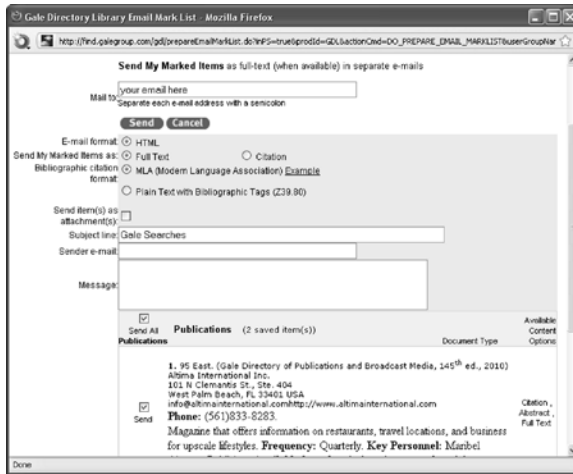 Gale Directory Library Email Mark List - Mozilla Firefox
http://find.galegroup.com/gdl/prepareEmailMarkList.do?inPS=true&prodId=GDL&actionCmd=DO_PREPARE_EMAIL_MARKLIST&userGroupNar
Send My Marked Items as full-text (when available) in separate e-mails
Mail to: your email here
Separate each e-mail address with a semicolon
Send Cancel
E-mail format: HTML
Send My Marked Items as: Full Text Citation
Bibliographic citation format: MLA (Modern Language Association) Example
Plain Text with Bibliographic Tags (Z39.80)
Send item(s) as attachment(s):
Subject line: Gale Searches
Sender e-mail:
Message:
Send All Publications
Publications (2 saved item(s))
Document Type
Available Content Options
1. 95 East. (Gale Directory of Publications and Broadcast Media, 145th ed., 2010)
Altima International Inc.
101 N Clemantis St., Ste. 404
West Palm Beach, FL 33401 USA
info@altimainternational.comhttp://www.altimainternational.com
Send
Phone: (561)833-8283.
Citation , Abstract , Full Text
Magazine that offers information on restaurants, travel locations, and business
for upscale lifestyles. Frequency: Quarterly. Key Personnel: Maribel
Done